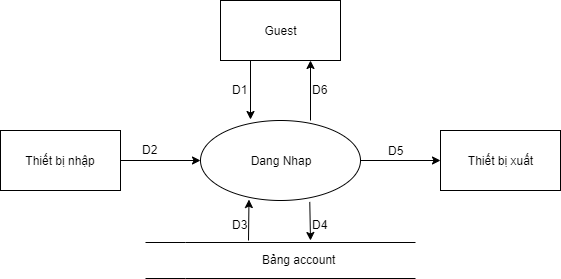 Guest
D1
D6
Thiết bị nhập
D2
Dang Nhap
D5
Thiết bị xuất
D3
D4
Bảng account